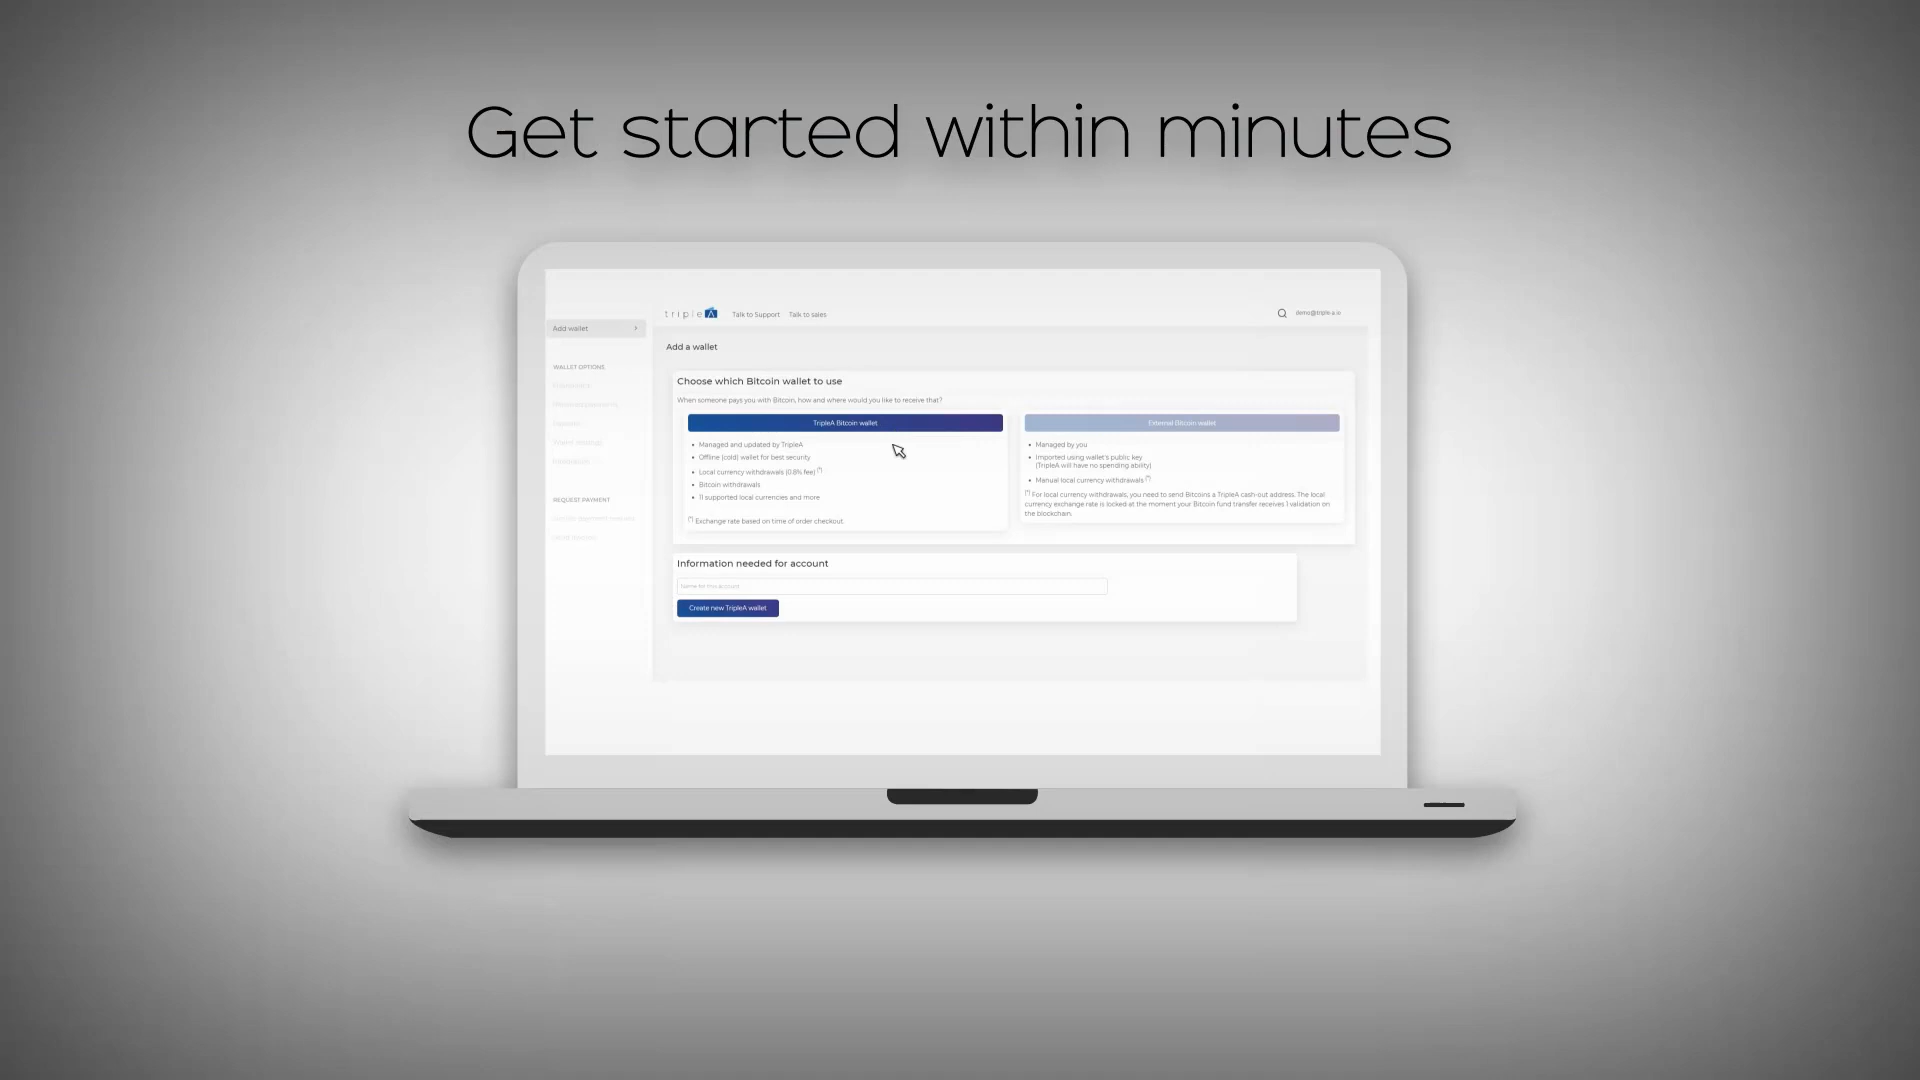 Get started within minutes
triple A
Talk to Support
Talk to sales
demo@triple.a.io
Add wallet
WALLET OPTIONS
REQUEST PAYMENT
Add a wallet
Choose which Bitcoin wallet to use
When someone pays you with Bitcoin, how and where would you like to receive that?
TripleA Bitcoin wallet
• Managed and updated by TripleA
• Offline (cold) wallet for best security
• Local currency withdrawals (0.8% fee) (*)
• Bitcoin withdrawals
• 11 supported local currencies and more
(*) Exchange rate based on time of order checkout.
External Bitcoin wallet
• Managed by you
• Imported using wallet's public key
(TripleA will have no spending ability)
• Manual local currency withdrawals (*)
(*) For local currency withdrawals, you need to send Bitcoins a TripleA cash-out address. The local
currency exchange rate is locked at the moment your Bitcoin fund transfer receives 1 validation on
the blockchain.
Information needed for account
Name for this account
Create new TripleA wallet